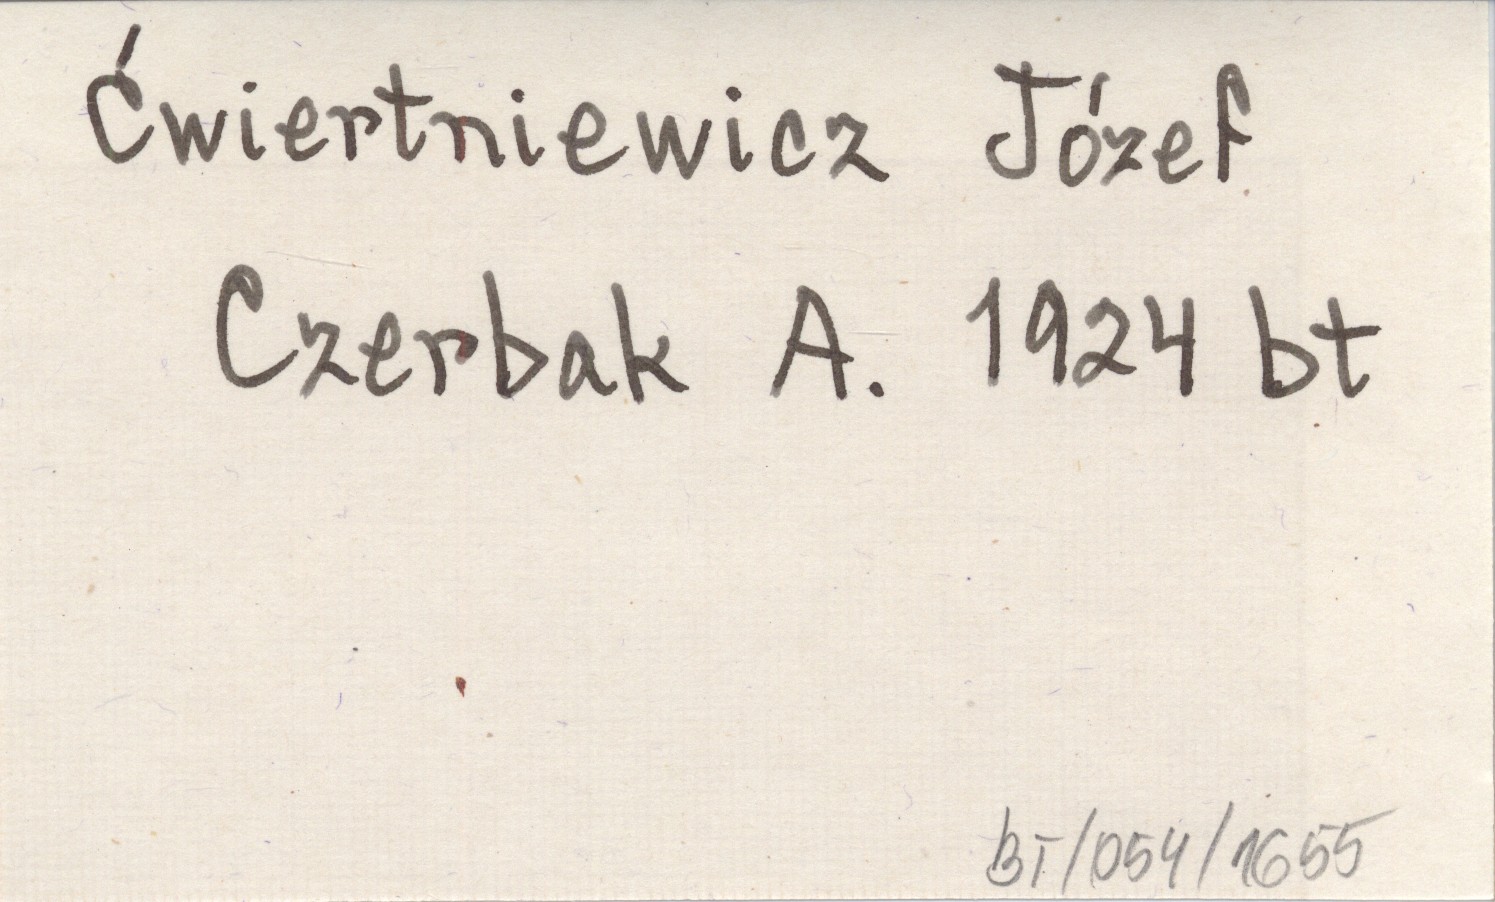 Ćwiertniewicz Józef
Czerbak A. 1924 bt
BT/054/1655